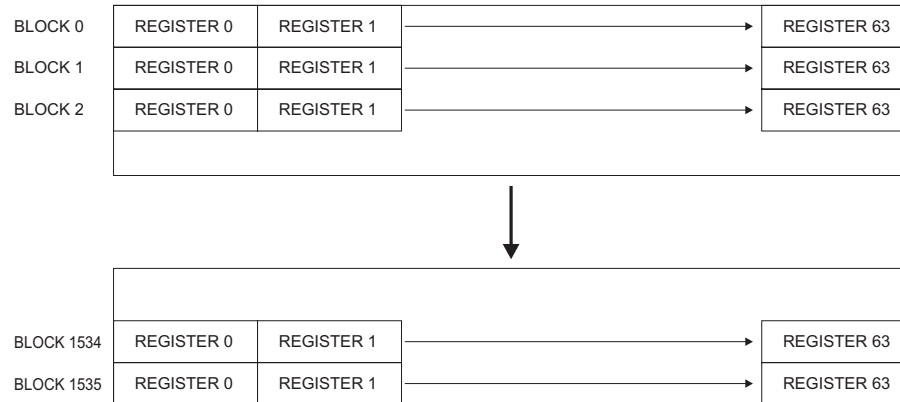 BLOCK 0 REGISTER 0 REGISTER 1 REGISTER 63
BLOCK 1 REGISTER 0 REGISTER 1 REGISTER 63
BLOCK 2 REGISTER 0 REGISTER 1 REGISTER 63
BLOCK 1534 REGISTER 0 REGISTER 1 REGISTER 63
BLOCK 1535 REGISTER 0 REGISTER 1 REGISTER 63